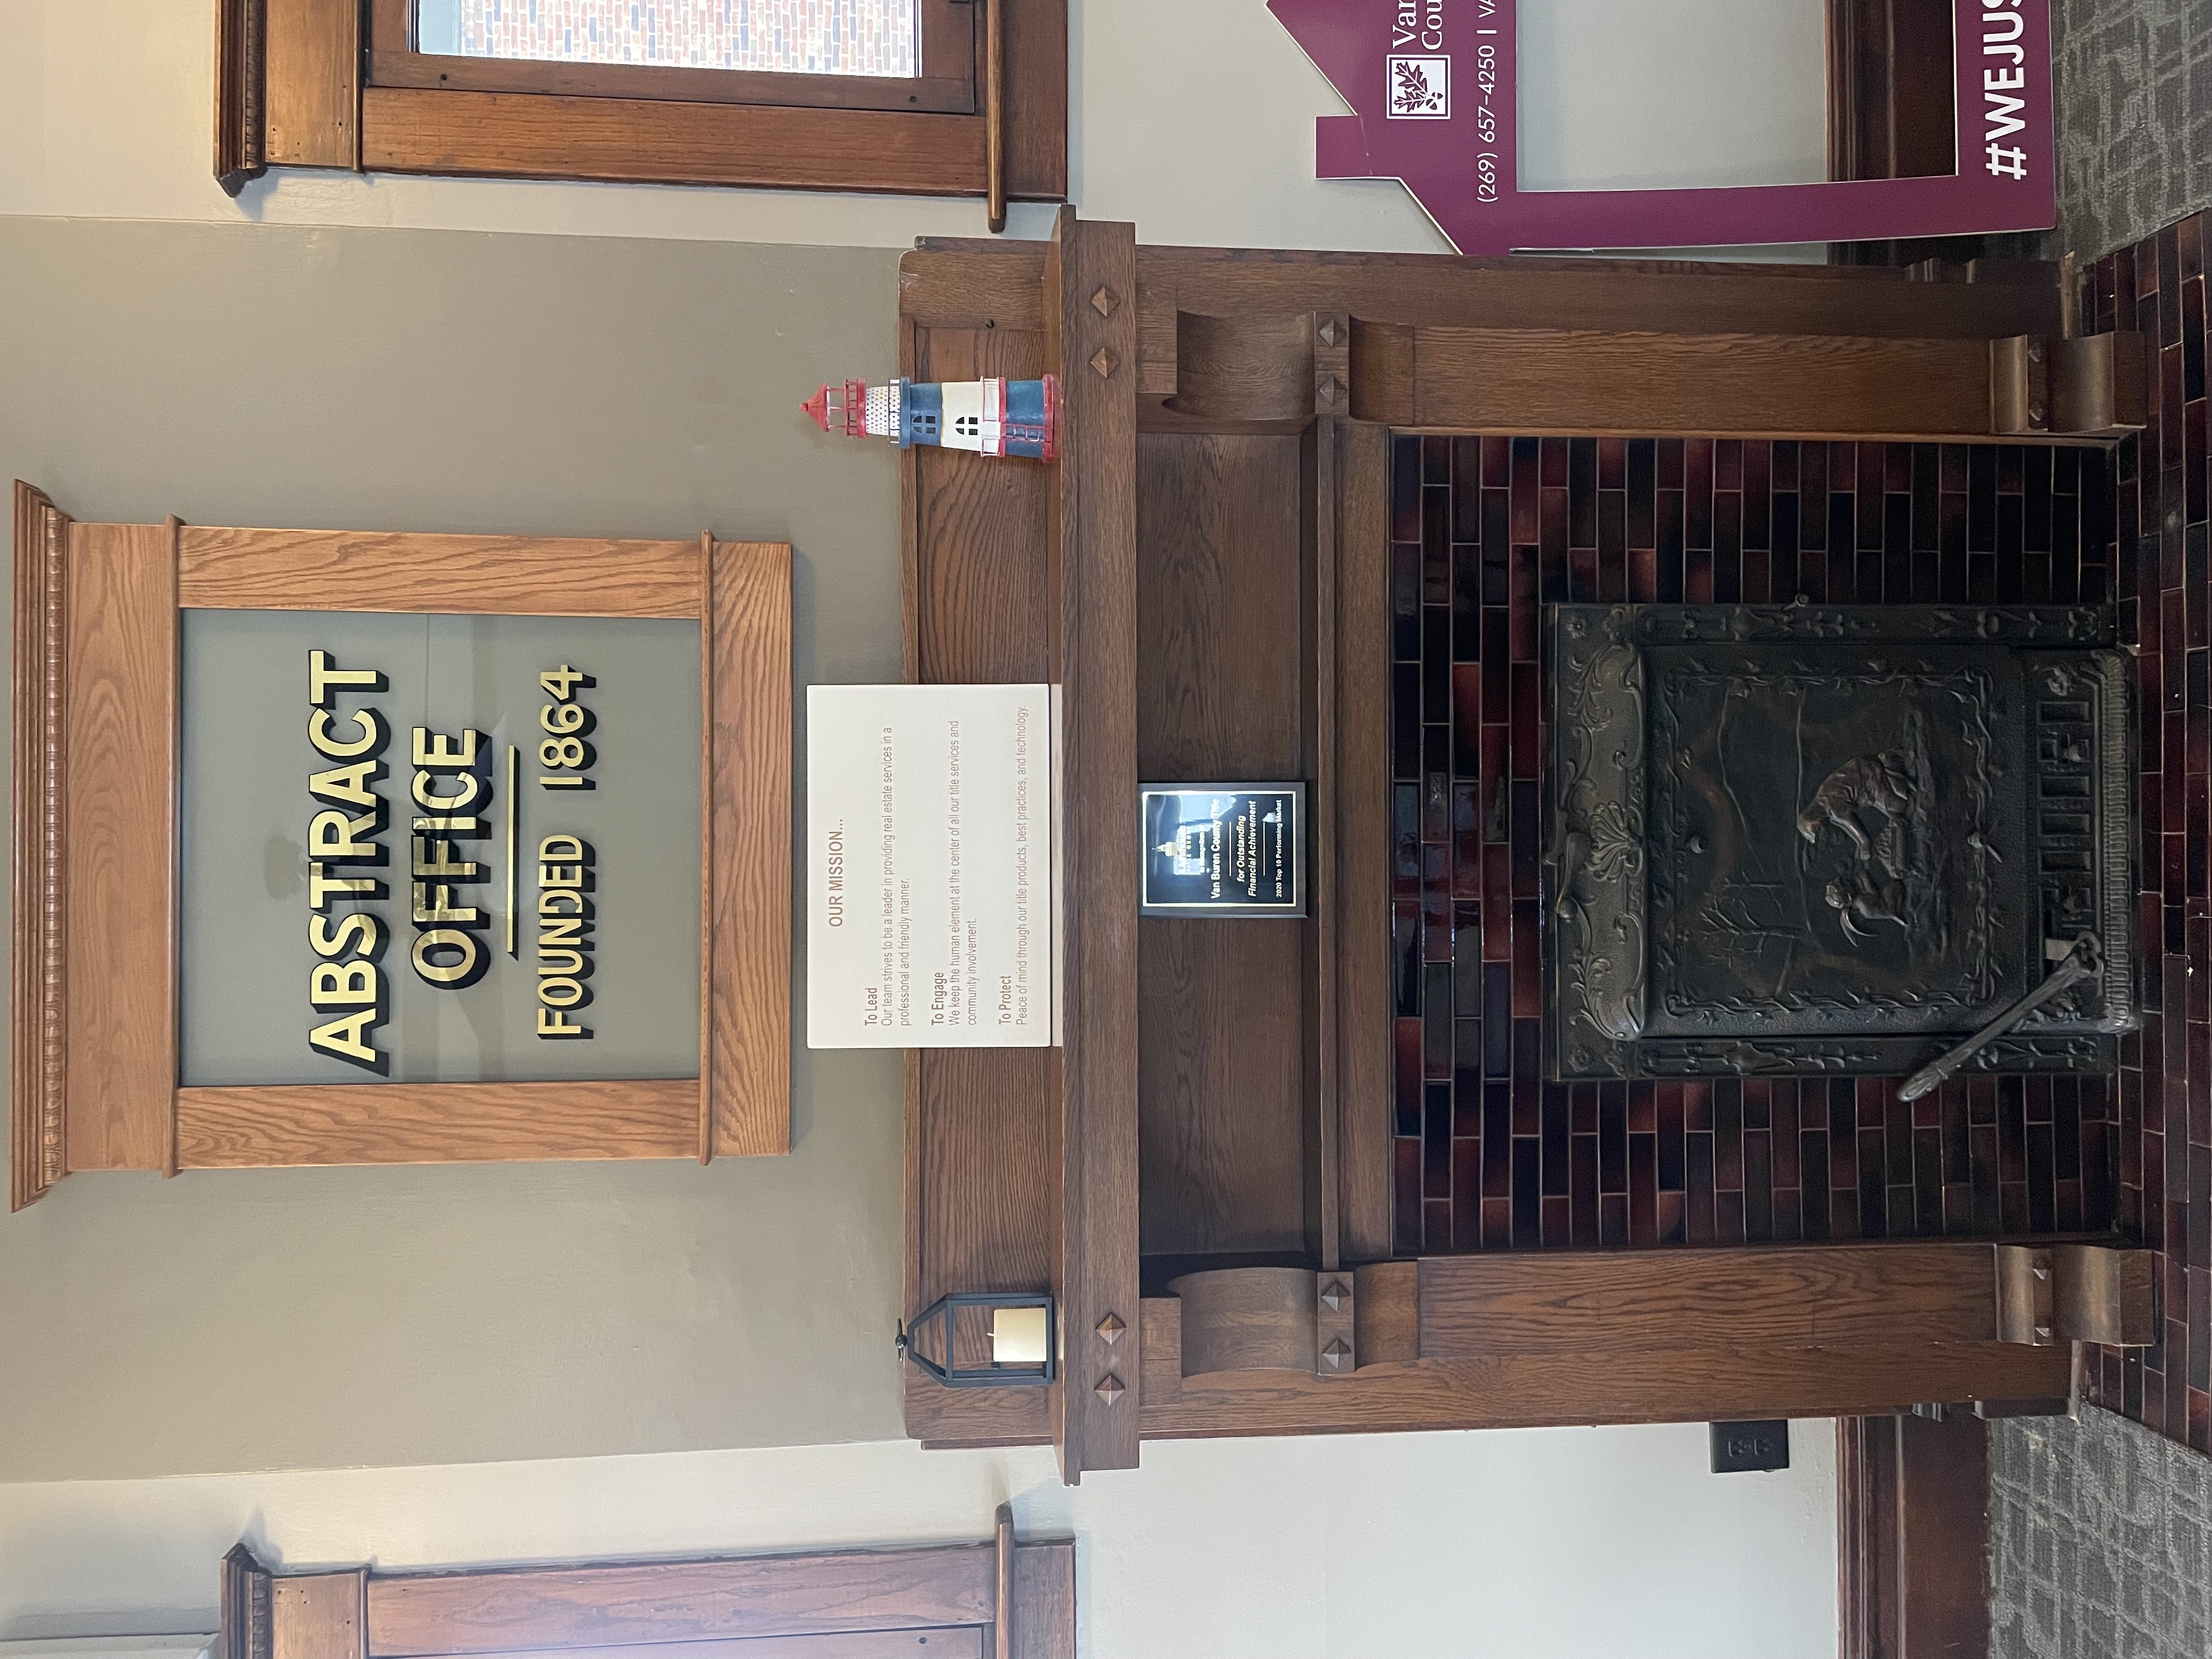 ABSTRACT
OFFICE
FOUNDED 1864
OUR MISSION...
To Lead
Our team strives to be a leader in providing real estate services in a
professional and friendly manner.
To Engage
We keep the human element at the center of all our title services and
community involvement.
To Protect
Peace of mind through our title products, best practices, and technology.
Van Buren County Title
for Outstanding
Financial Achievement
2020 Top 10 Performing Market
Van
Cou
(269) 657-4250 | VA
#WEJUS